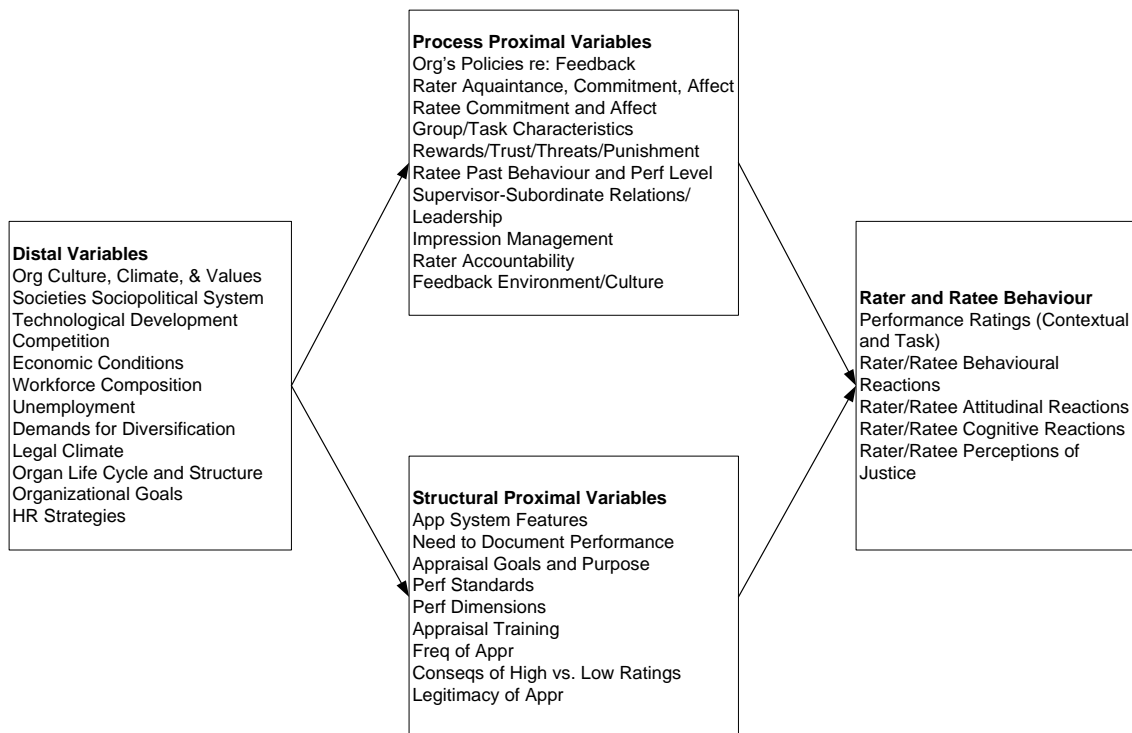 Process Proximal Variables
Org's Policies re: Feedback
Rater Aquaintance, Commitment, Affect
Ratee Commitment and Affect
Group/Task Characteristics
Rewards/Trust/Threats/Punishment
Ratee Past Behaviour and Perf Level
Supervisor-Subordinate Relations/
Leadership
Impression Management
Rater Accountability
Feedback Environment/Culture
Distal Variables
Org Culture, Climate, & Values
Societies Sociopolitical System
Technological Development
Competition
Economic Conditions
Workforce Composition
Unemployment
Demands for Diversification
Legal Climate
Organ Life Cycle and Structure
Organizational Goals
HR Strategies
Structural Proximal Variables
App System Features
Need to Document Performance
Appraisal Goals and Purpose
Perf Standards
Perf Dimensions
Appraisal Training
Freq of Appr
Conseqs of High vs. Low Ratings
Legitimacy of Appr
Rater and Ratee Behaviour
Performance Ratings (Contextual
and Task)
Rater/Ratee Behavioural
Reactions
Rater/Ratee Attitudinal Reactions
Rater/Ratee Cognitive Reactions
Rater/Ratee Perceptions of
Justice